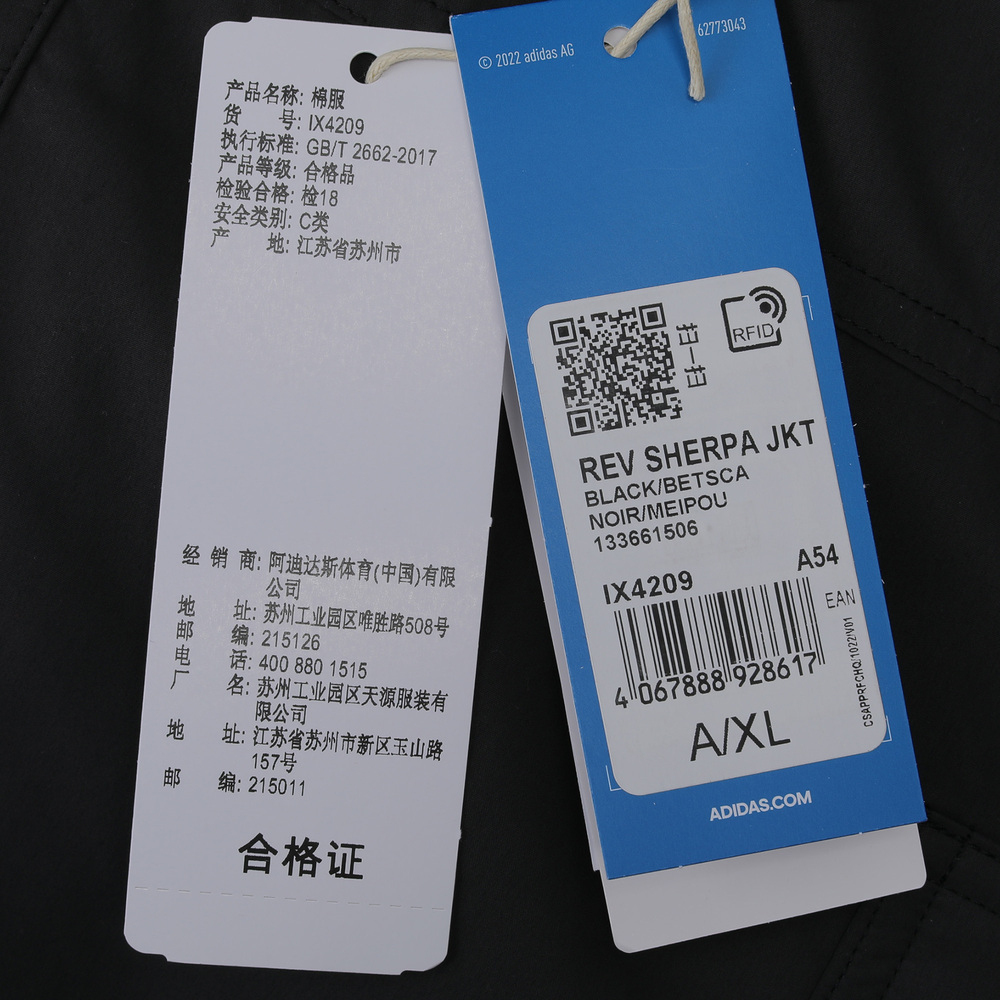 产品名称: 棉服
货 号: IX4209
执行标准: GB/T 2662-2017
产品等级: 合格品
检验合格: 检18
安全类别: C类
产 地: 江苏省苏州市
经 销 商: 阿迪达斯体育(中国)有限
公司
地 址: 苏州工业园区唯胜路508号
邮 编: 215126
电 话: 400 880 1515
厂 名: 苏州工业园区天源服装有
限公司
地 址: 江苏省苏州市新区玉山路
157号
邮 编: 215011
合格证
© 2022 adidas AG
62773043
扫一扫
RFID
REV SHERPA JKT
BLACK/BETSCA
NOIR/MEIPOU
133661506
IX4209
A54
EAN
4 067888 928617
CSAPPRFCHQ/1022/V01
A/XL
ADIDAS.COM